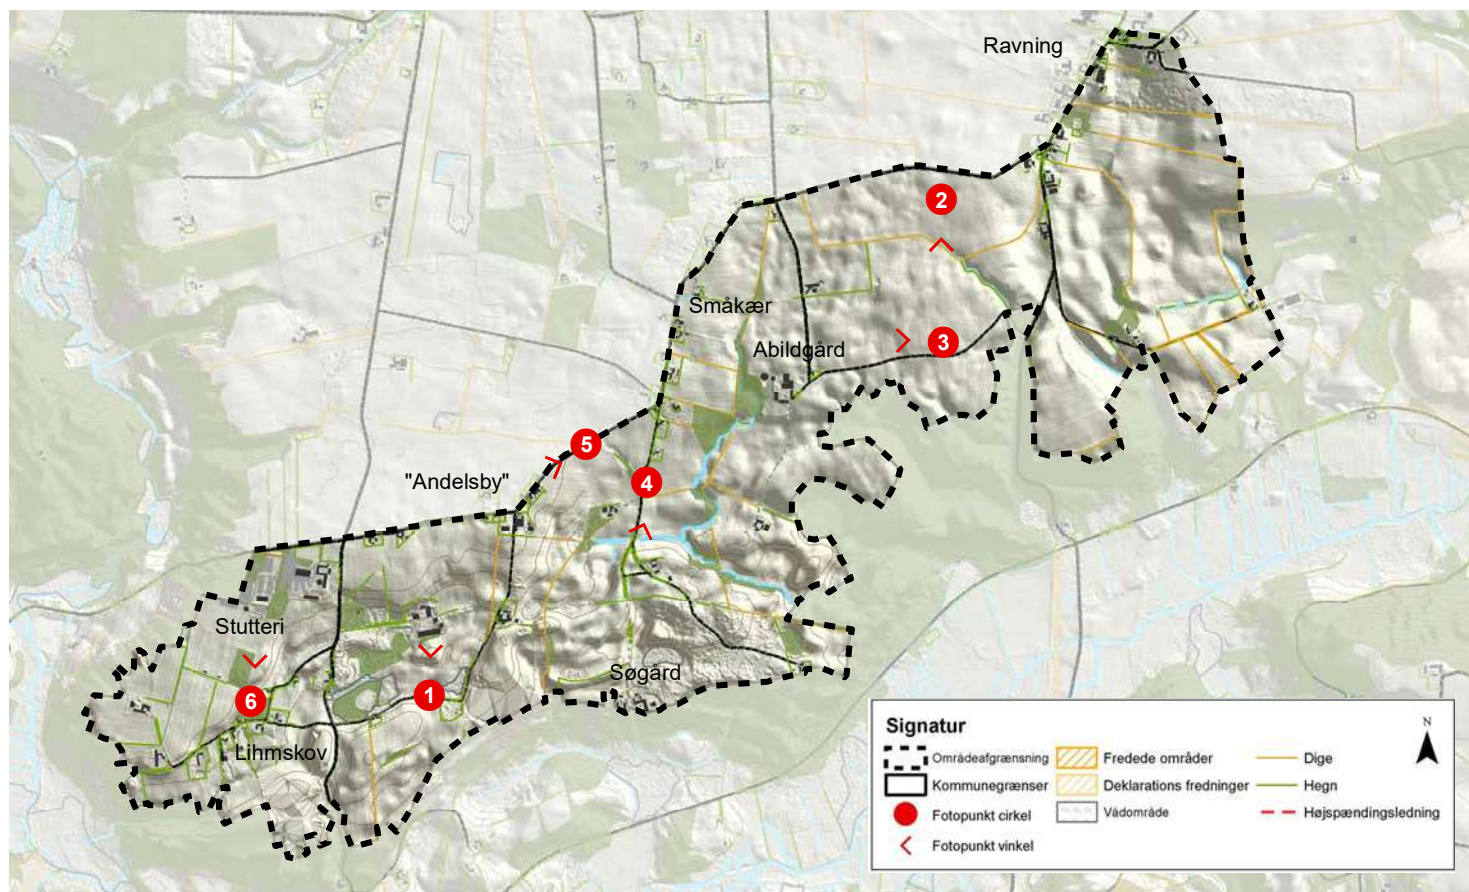 Ravning
2
Småkær
Abildgård
3
5
"Andelsby"
4
Stutteri
Søgård
6
1
Lihmskov
Signatur
N
Områdeafgrænsning
Fredede områder
Dige
Kommunegrænser
Deklarations fredninger
Hegn
Fotopunkt cirkel
Vådområde
Højspændingsledning
Fotopunkt vinkel